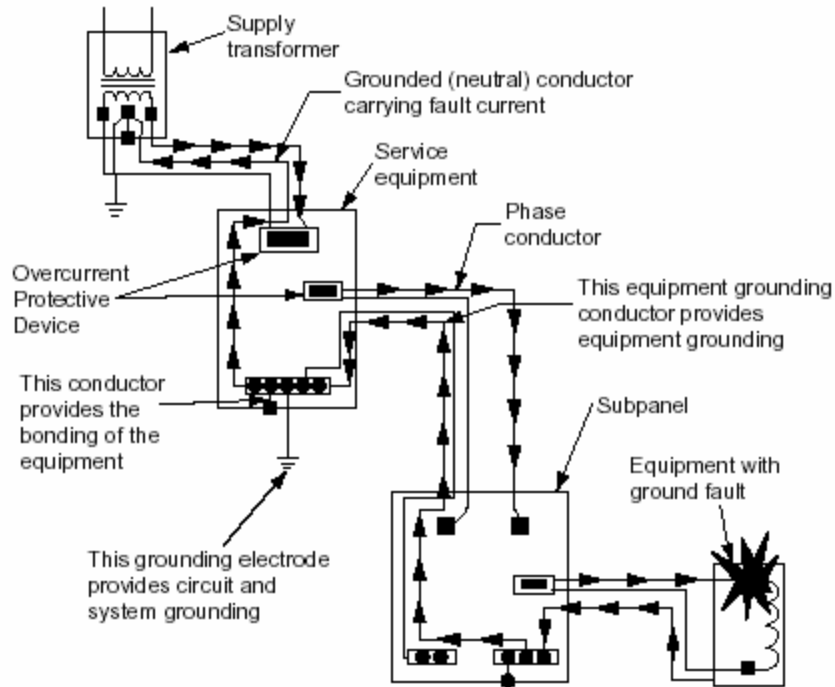 Supply
transformer
Grounded (neutral) conductor
carrying fault current
Service
equipment
Phase
conductor
Overcurrent
Protective
Device
This equipment grounding
conductor provides
equipment grounding
This conductor
provides the
bonding of the
equipment
Subpanel
Equipment with
ground fault
This grounding electrode
provides circuit and
system grounding